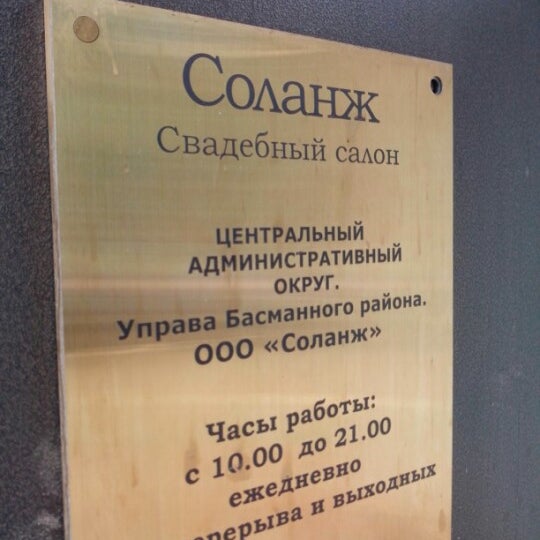 Соланж
Свадебный салон
ЦЕНТРАЛЬНЫЙ
АДМИНИСТРАТИВНЫЙ
ОКРУГ.
Управа Басманного района.
ООО «Соланж»
Часы работы:
с 10.00 до 21.00
ежедневно
и выходных